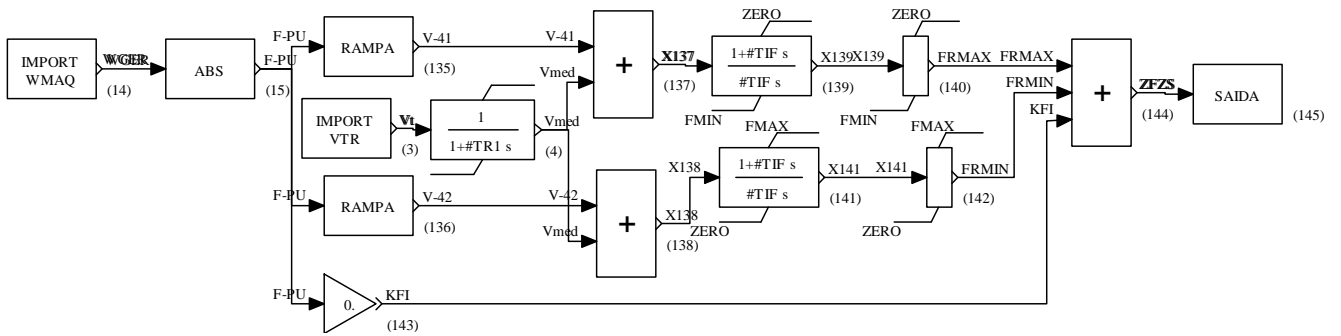 ZERO
ZERO
F-PU
RAMPA
V-41
V-41
IMPORT
WMAQ
WGER
(14)
ABS
F-PU
(15)
(135)
Vmed
+
X137
(137)
1+#TIF s
#TIF s
X139
X139
(139)
FRMAX
FRMAX
(140)
FRMIN
KFI
+
ZFZS
(144)
SAIDA
(145)
FMIN
FMIN
IMPORT
VTR
Vt
(3)
1
1+#TR1 s
Vmed
(4)
FMAX
FMAX
F-PU
RAMPA
V-42
(136)
V-42
Vmed
+
X138
(138)
X138
1+#TIF s
#TIF s
X141
X141
(141)
FRMIN
(142)
ZERO
ZERO
F-PU
0.
KFI
(143)